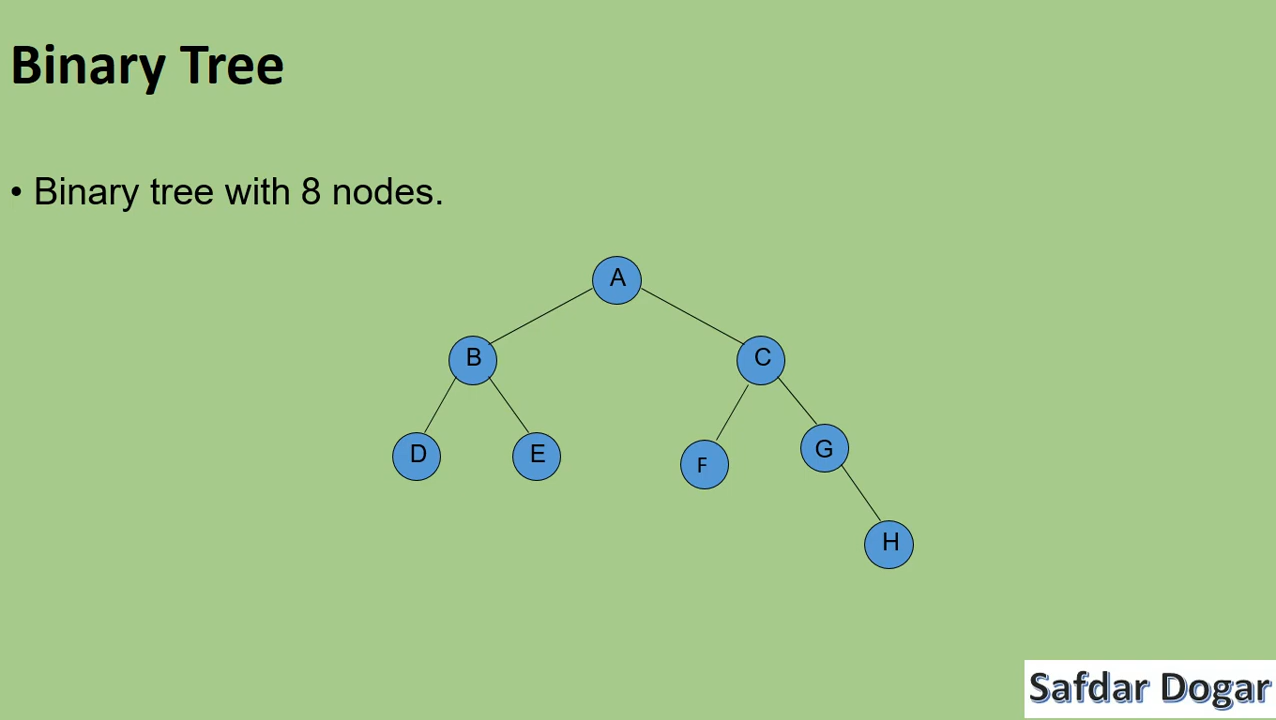 Binary Tree
• Binary tree with 8 nodes.
A
B
C
D
E
F
G
H
Safdar Dogar